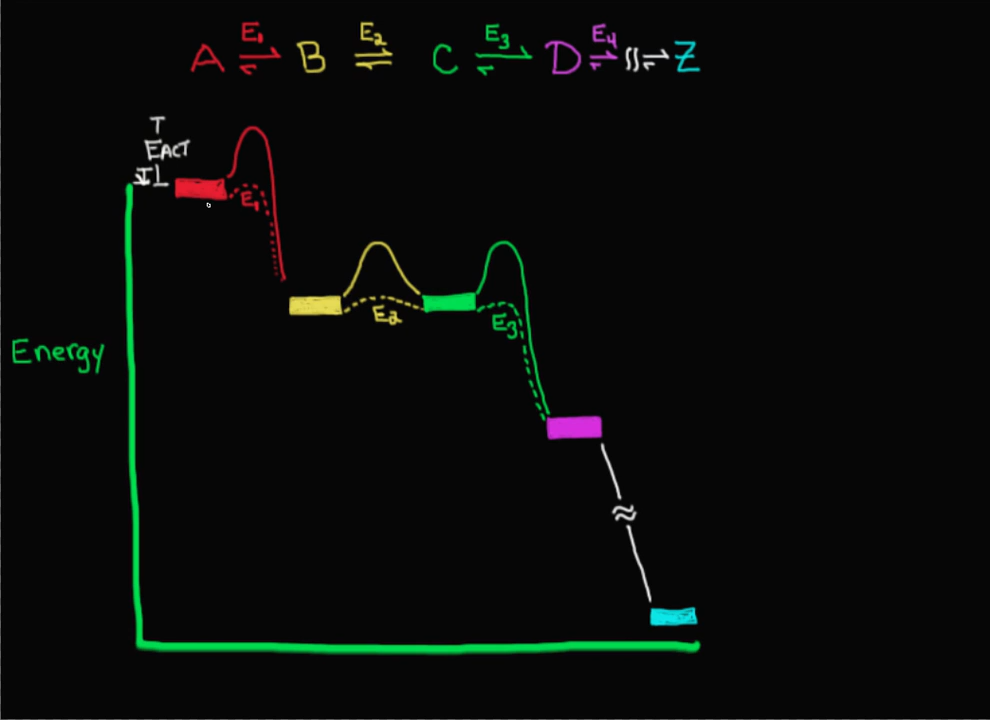 E1 E2 E3 E4
A ⇌ B ⇌ C ⇌ D ⇌ // ⇌ Z
T
EACT
E1
E2
E3
Energy